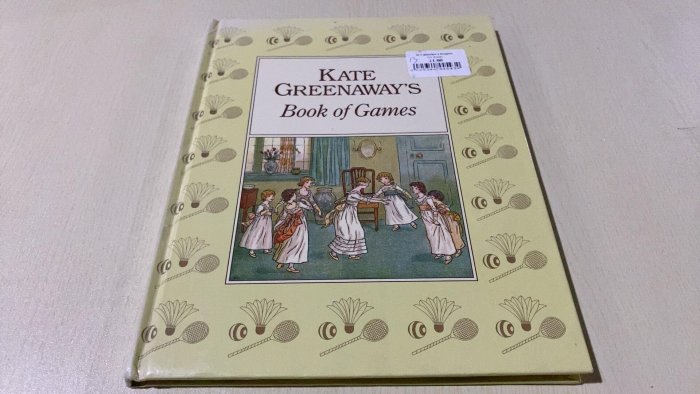 KATE
GREENAWAY'S
Book of Games